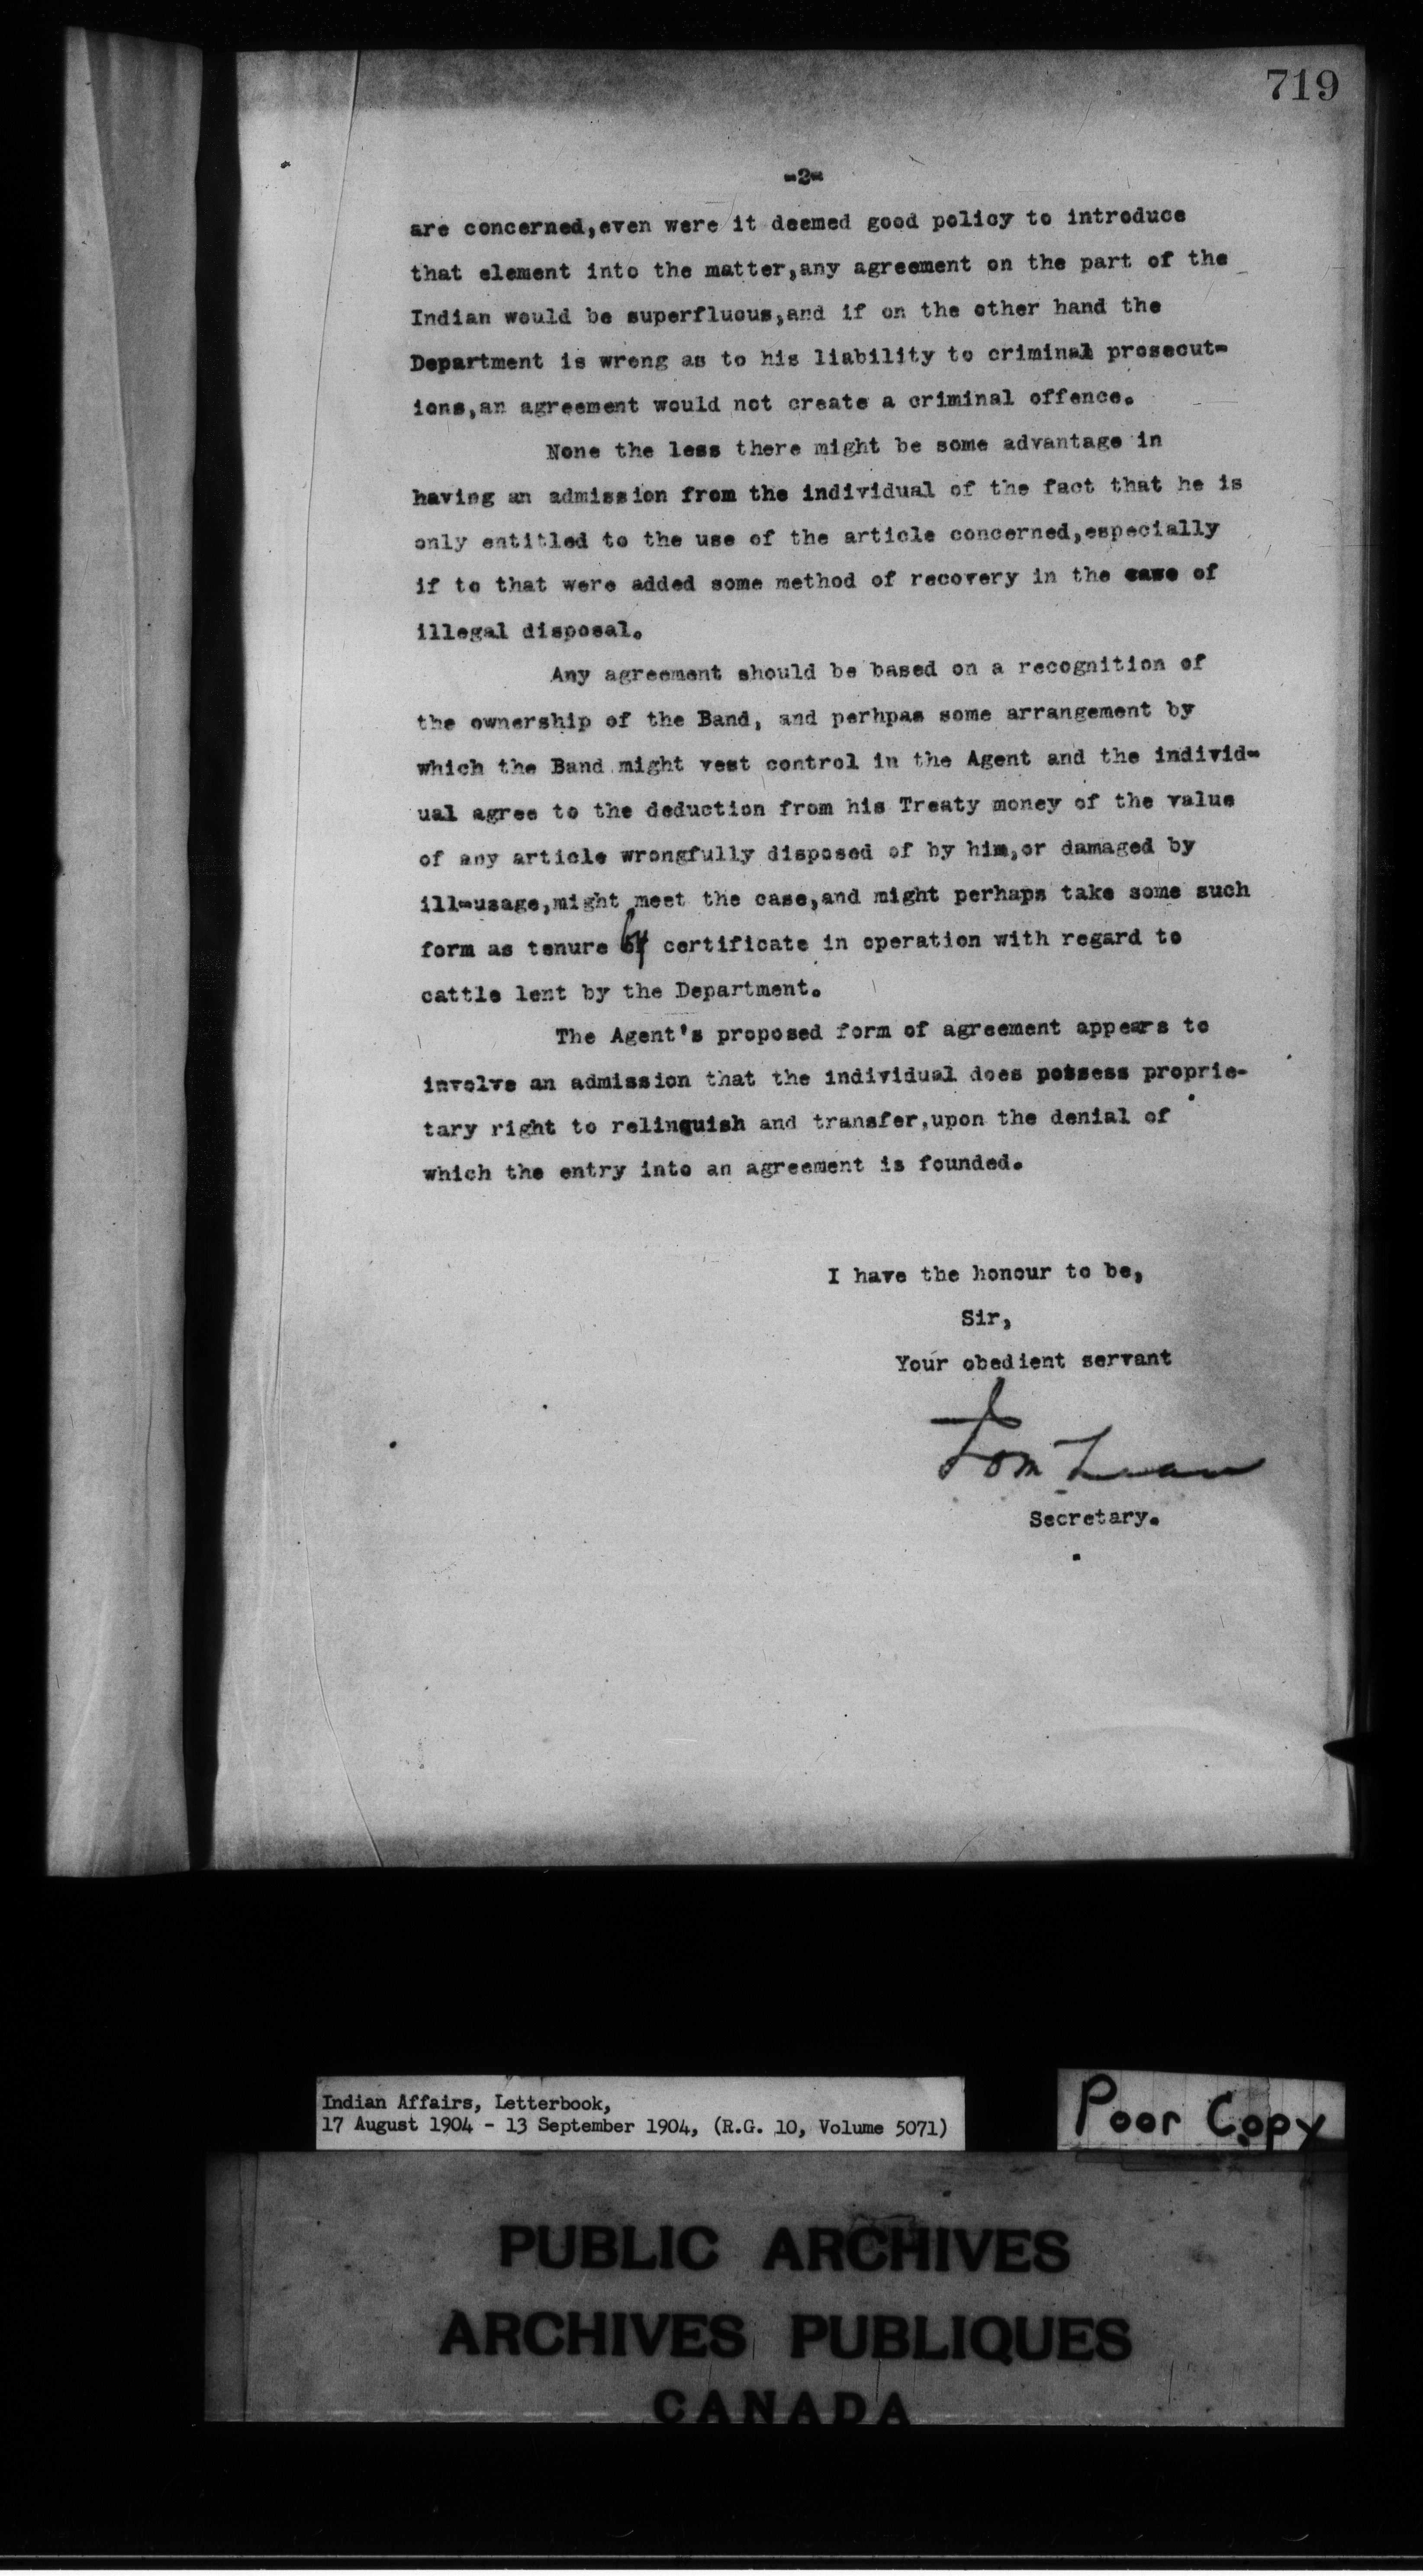 719
-2-
are concerned,even were it deemed good policy to introduce
that element into the matter,any agreement on the part of the
Indian would be superfluous,and if on the other hand the
Department is wrong as to his liability to criminal prosecut-
ions,an agreement would not create a criminal offence.
None the less there might be some advantage in
having an admission from the individual of the fact that he is
only entitled to the use of the article concerned,especially
if to that were added some method of recovery in the case of
illegal disposal.
Any agreement should be based on a recognition of
the ownership of the Band, and perhpas some arrangement by
which the Band might vest control in the Agent and the individ-
ual agree to the deduction from his Treaty money of the value
of any article wrongfully disposed of by him,or damaged by
ill-usage,might meet the case,and might perhaps take some such
form as tenure by certificate in operation with regard to
cattle lent by the Department.
The Agent's proposed form of agreement appears to
involve an admission that the individual does possess proprie-
tary right to relinquish and transfer,upon the denial of
which the entry into an agreement is founded.
I have the honour to be,
Sir,
Your obedient servant
Secretary.
Indian Affairs, Letterbook,
17 August 1904 - 13 September 1904, (R.G. 10, Volume 5071)
Poor Copy
PUBLIC ARCHIVES
ARCHIVES PUBLIQUES
CANADA